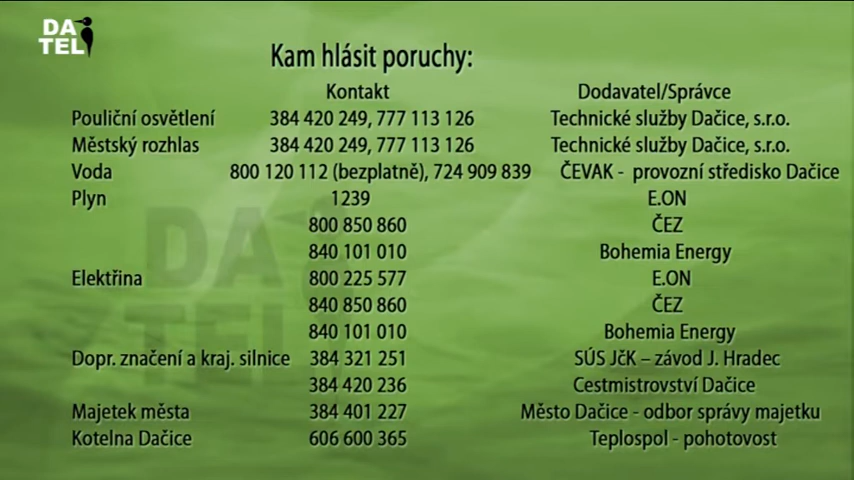 DA
TEL
Kam hlásit poruchy:
Kontakt Dodavatel/Správce
Pouliční osvětlení 384 420 249, 777 113 126 Technické služby Dačice, s.r.o.
Městský rozhlas 384 420 249, 777 113 126 Technické služby Dačice, s.r.o.
Voda 800 120 112 (bezplatně), 724 909 839 ČEVAK - provozní středisko Dačice
Plyn 1239 E.ON
800 850 860 ČEZ
840 101 010 Bohemia Energy
Elektřina 800 225 577 E.ON
840 850 860 ČEZ
840 101 010 Bohemia Energy
Dopr. značení a kraj. silnice 384 321 251 SÚS JčK – závod J. Hradec
384 420 236 Cestmistrovství Dačice
Majetek města 384 401 227 Město Dačice - odbor správy majetku
Kotelna Dačice 606 600 365 Teplospol - pohotovost
DA
TEL